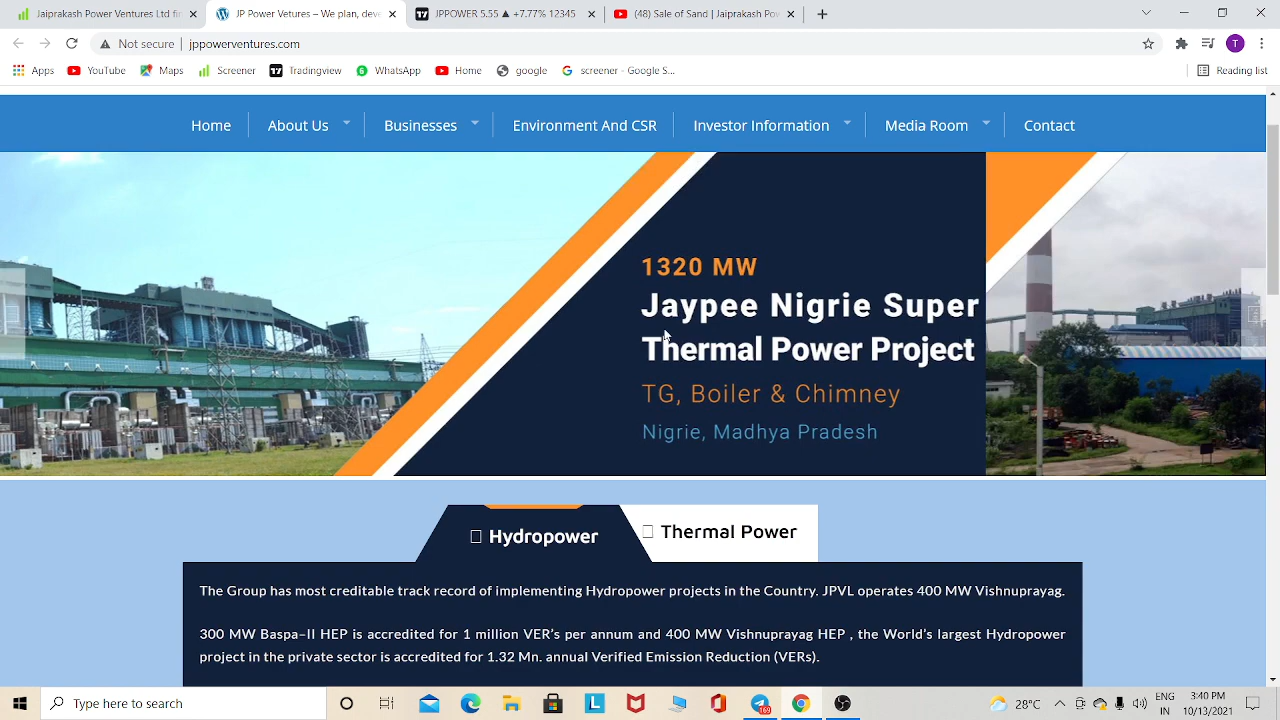 Jaiprakash Power Ventures Ltd fin
JP Power Ventures – We plan, deve
JPPOWER 5.55 ▲ +7.77% 12345
(48) Sale of Sand | Jaiprakash Pow
Not secure | jppowerventures.com
T
Apps YouTube Maps Screener Tradingview WhatsApp Home google screener - Google S... Reading list
Home About Us Businesses Environment And CSR Investor Information Media Room Contact
1320 MW
Jaypee Nigrie Super
Thermal Power Project
TG, Boiler & Chimney
Nigrie, Madhya Pradesh
Hydropower Thermal Power
The Group has most creditable track record of implementing Hydropower projects in the Country. JPVL operates 400 MW Vishnuprayag.
300 MW Baspa–II HEP is accredited for 1 million VER's per annum and 400 MW Vishnuprayag HEP , the World's largest Hydropower
project in the private sector is accredited for 1.32 Mn. annual Verified Emission Reduction (VERs).
Type here to search
169
28°C
ENG
IN
3:40 PM
10/13/2021